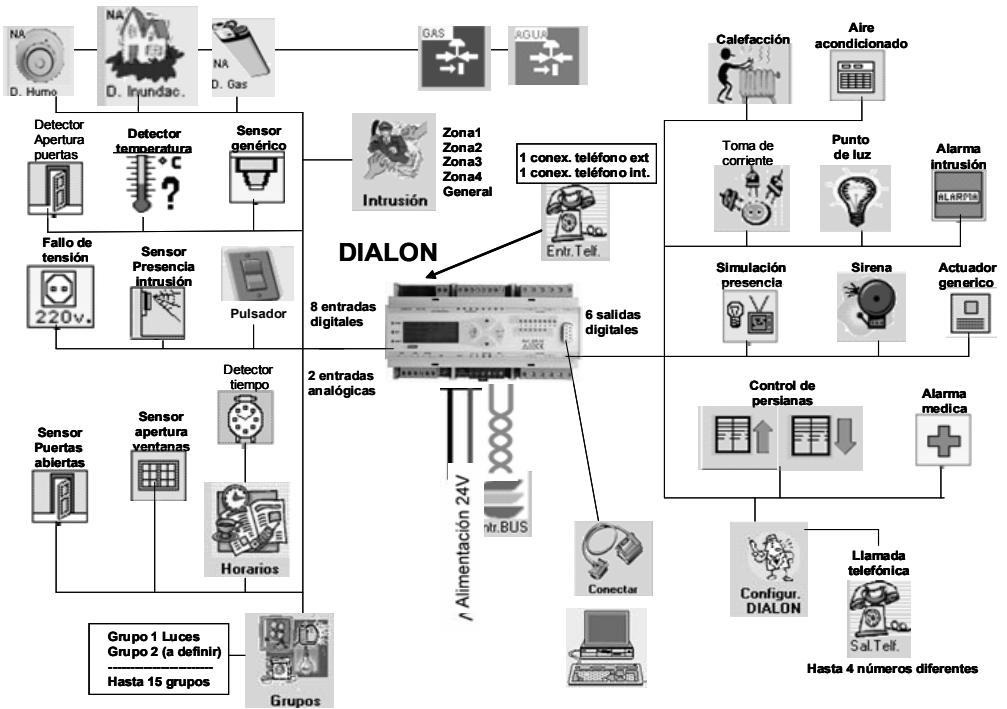 NA
D. Humo
D. Inundac.
NA
NA
D. Gas
GAS
AGUA
Calefacción
Aire
acondicionado
Detector
Apertura
puertas
Detector
temperatura
°c
?
Sensor
genérico
Intrusión
Zona1
Zona2
Zona3
Zona4
General
1 conex. teléfono ext
1 conex. teléfono int.
Entr.Telf.
Toma de
corriente
Punto
de luz
Alarma
intrusión
ALARMA
Fallo de
tensión
220v.
Sensor
Presencia
intrusión
Pulsador
DIALON
8 entradas
digitales
2 entradas
analógicas
6 salidas
digitales
Simulación
presencia
Sirena
Actuador
generico
Detector
tiempo
Control de
persianas
Alarma
medica
Sensor
Puertas
abiertas
Sensor
apertura
ventanas
Horarios
Alimentación 24V
ntr.BUS
Conectar
Configur.
DIALON
Llamada
telefónica
Sal.Telf.
Hasta 4 números diferentes
Grupo 1 Luces
Grupo 2 (a definir)
------------------------
Hasta 15 grupos
Grupos